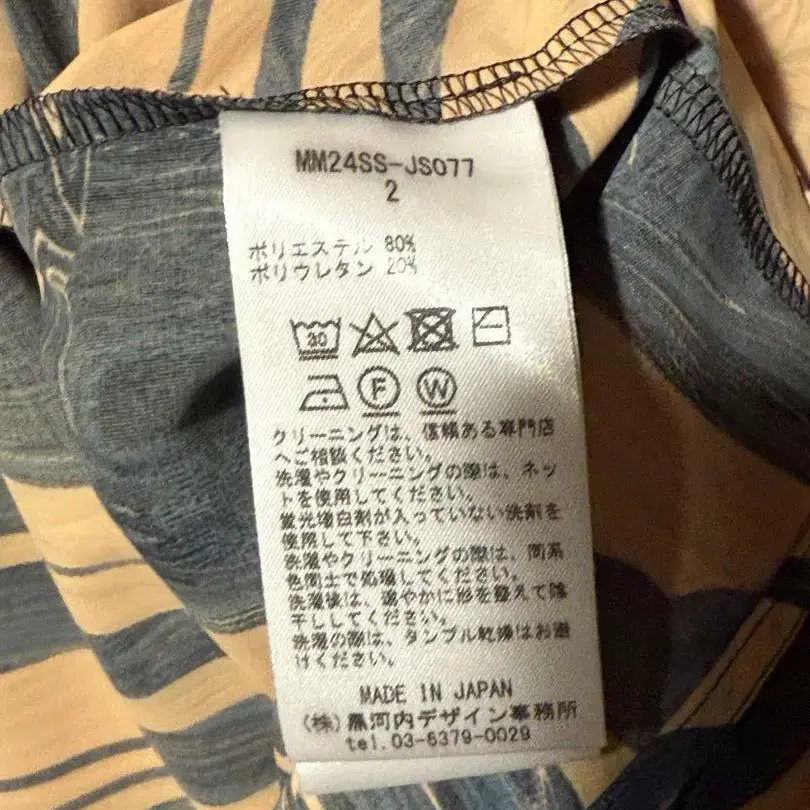 MM24SS-JS077
2
ポリエステル 80%
ポリウレタン 20%
30
F W
クリーニングは、信頼ある専門店
へご相談ください。
洗濯やクリーニングの際は、ネッ
トを使用してください。
蛍光増白剤が入っていない洗剤を
使用して下さい。
洗濯やクリーニングの際は、同系
色同士で処理してください。
洗濯後は、速やかに形を整えて陰
干ししてください。
洗濯の際は、タンブル乾燥はお避
けください。
MADE IN JAPAN
(株)黒河内デザイン事務所
tel.03-6379-0029